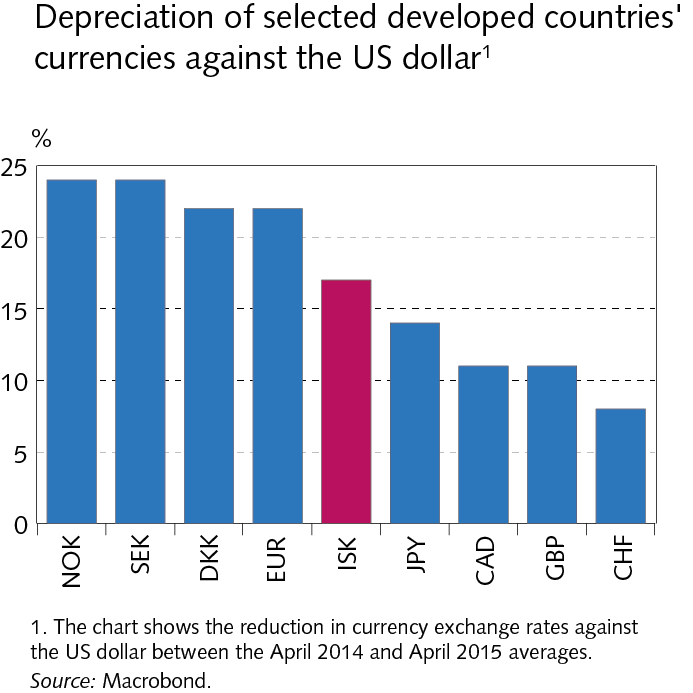 Depreciation of selected developed countries'
currencies against the US dollar¹
%
25
20
15
10
5
0
NOK
SEK
DKK
EUR
ISK
JPY
CAD
GBP
CHF
1. The chart shows the reduction in currency exchange rates against
the US dollar between the April 2014 and April 2015 averages.
Source: Macrobond.